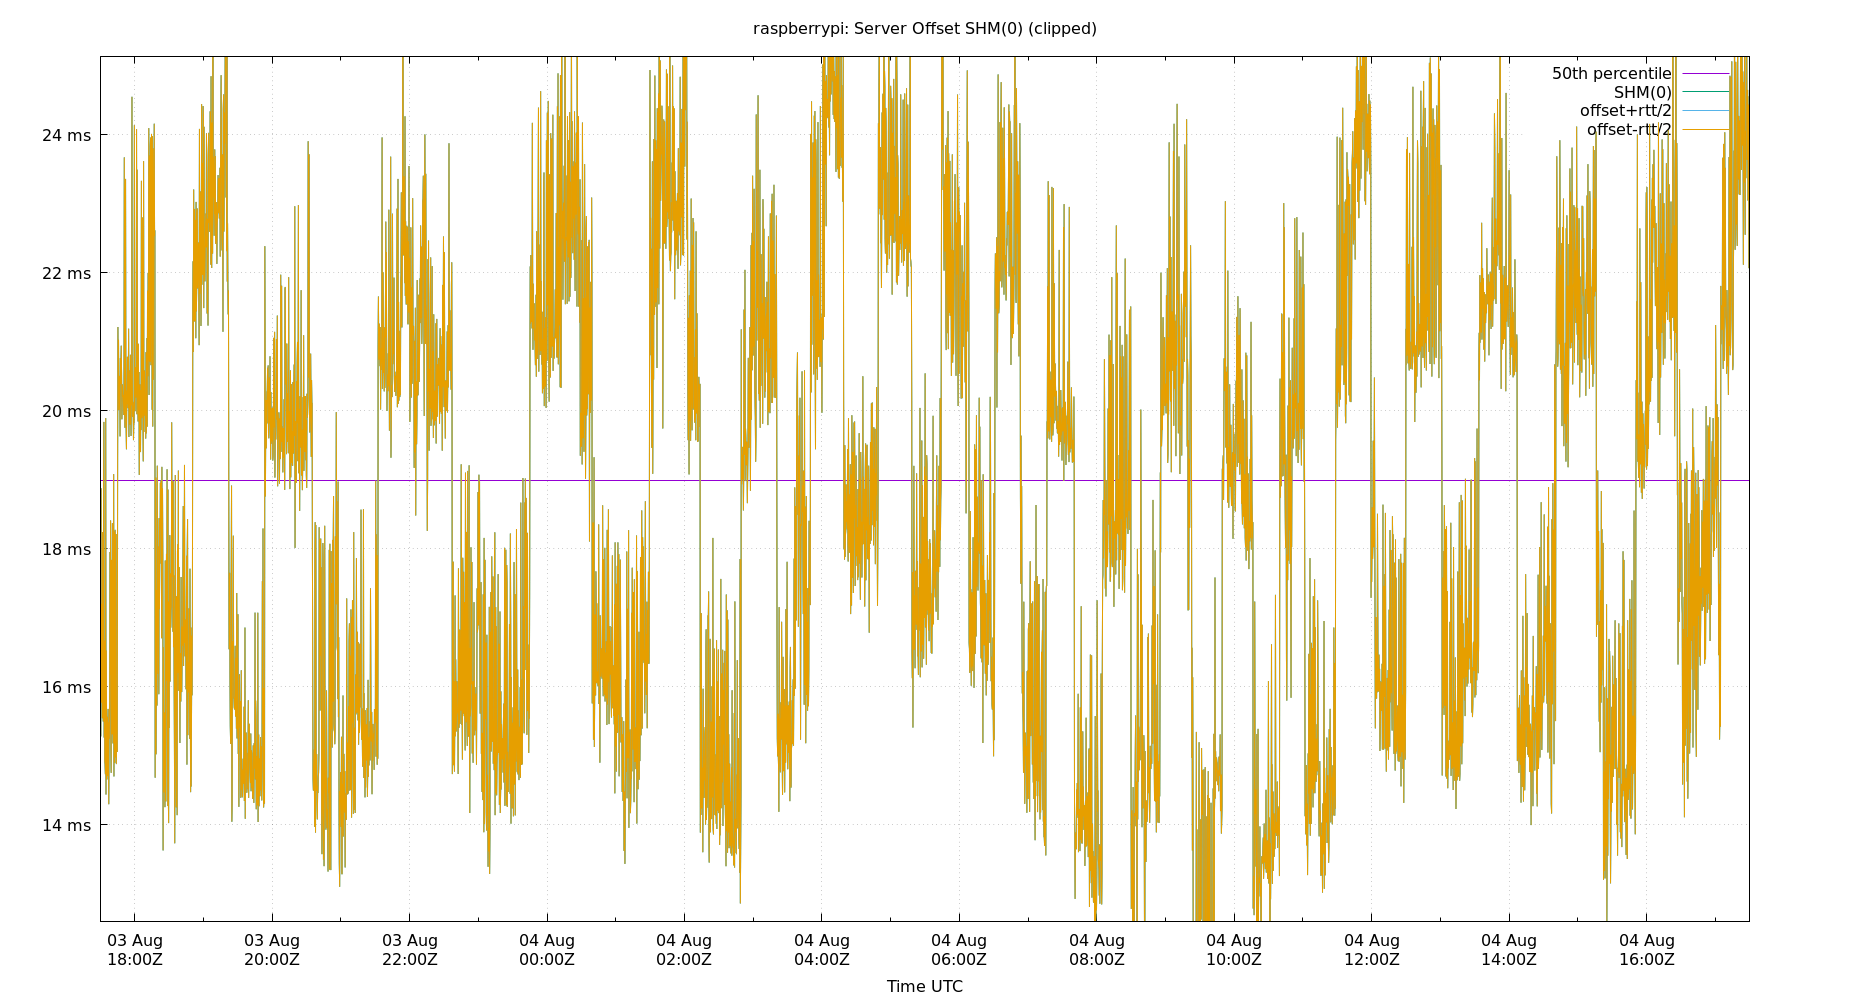 raspberrypi: Server Offset SHM(0) (clipped)
50th percentile
SHM(0)
offset+rtt/2
offset-rtt/2
24 ms
22 ms
20 ms
18 ms
16 ms
14 ms
03 Aug 03 Aug 03 Aug 04 Aug 04 Aug 04 Aug 04 Aug 04 Aug 04 Aug 04 Aug 04 Aug 04 Aug
18:00Z 20:00Z 22:00Z 00:00Z 02:00Z 04:00Z 06:00Z 08:00Z 10:00Z 12:00Z 14:00Z 16:00Z
Time UTC